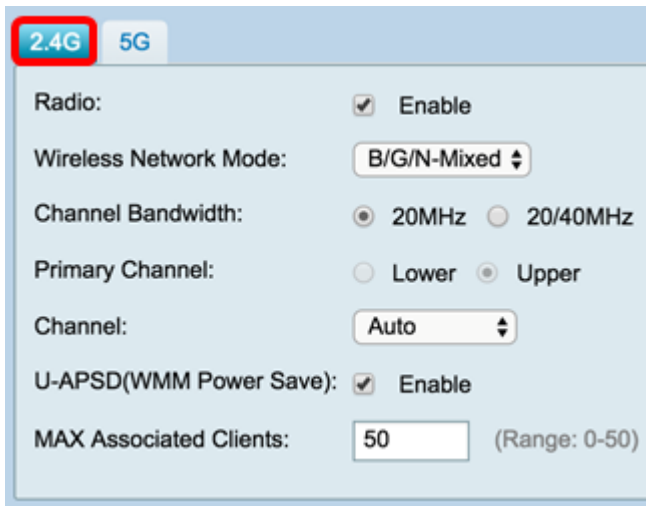 2.4G 5G
Radio: Enable
Wireless Network Mode: B/G/N-Mixed
Channel Bandwidth: 20MHz 20/40MHz
Primary Channel: Lower Upper
Channel: Auto
U-APSD(WMM Power Save): Enable
MAX Associated Clients: 50 (Range: 0-50)